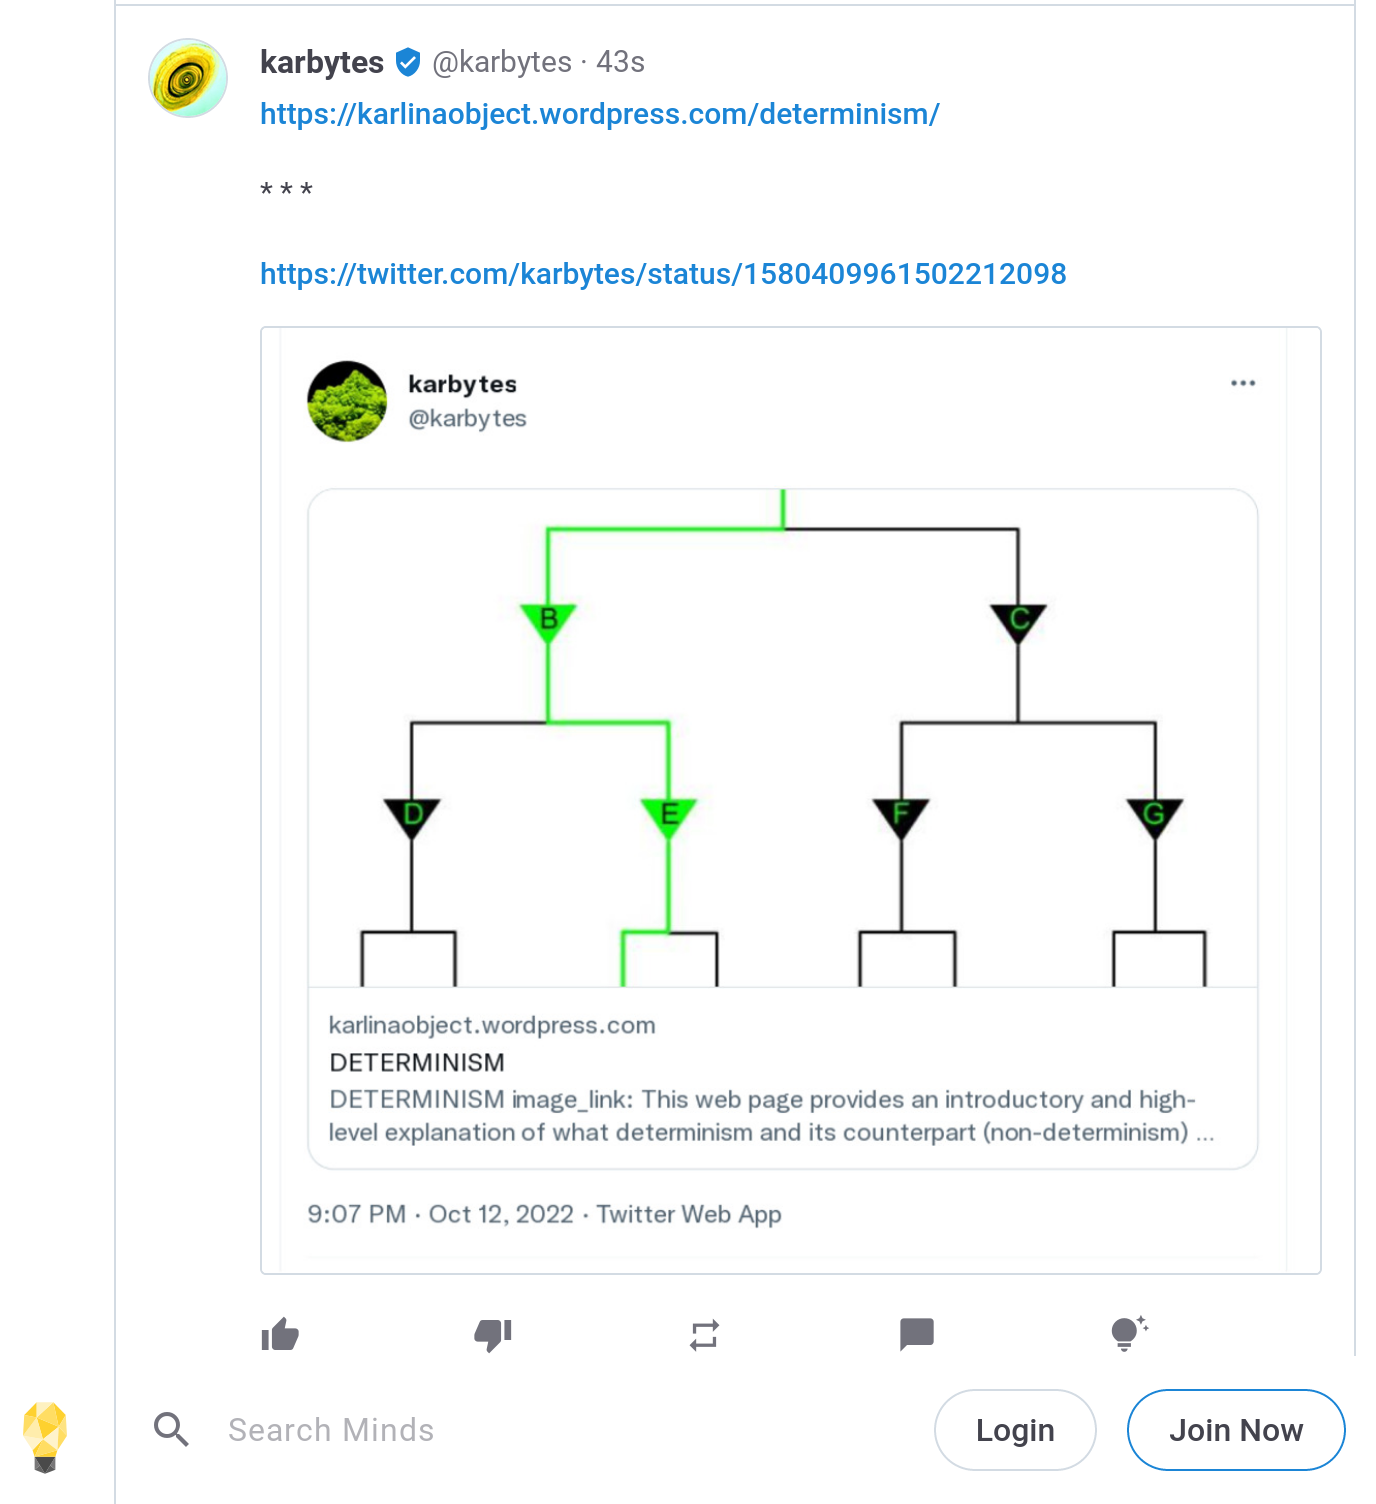 karbytes @karbytes · 43s
https://karlinaobject.wordpress.com/determinism/
* * *
https://twitter.com/karbytes/status/1580409961502212098
karbytes
@karbytes
B
C
D
E
F
G
karlinaobject.wordpress.com
DETERMINISM
DETERMINISM image_link: This web page provides an introductory and high-
level explanation of what determinism and its counterpart (non-determinism) ...
9:07 PM · Oct 12, 2022 · Twitter Web App
Search Minds
Login
Join Now